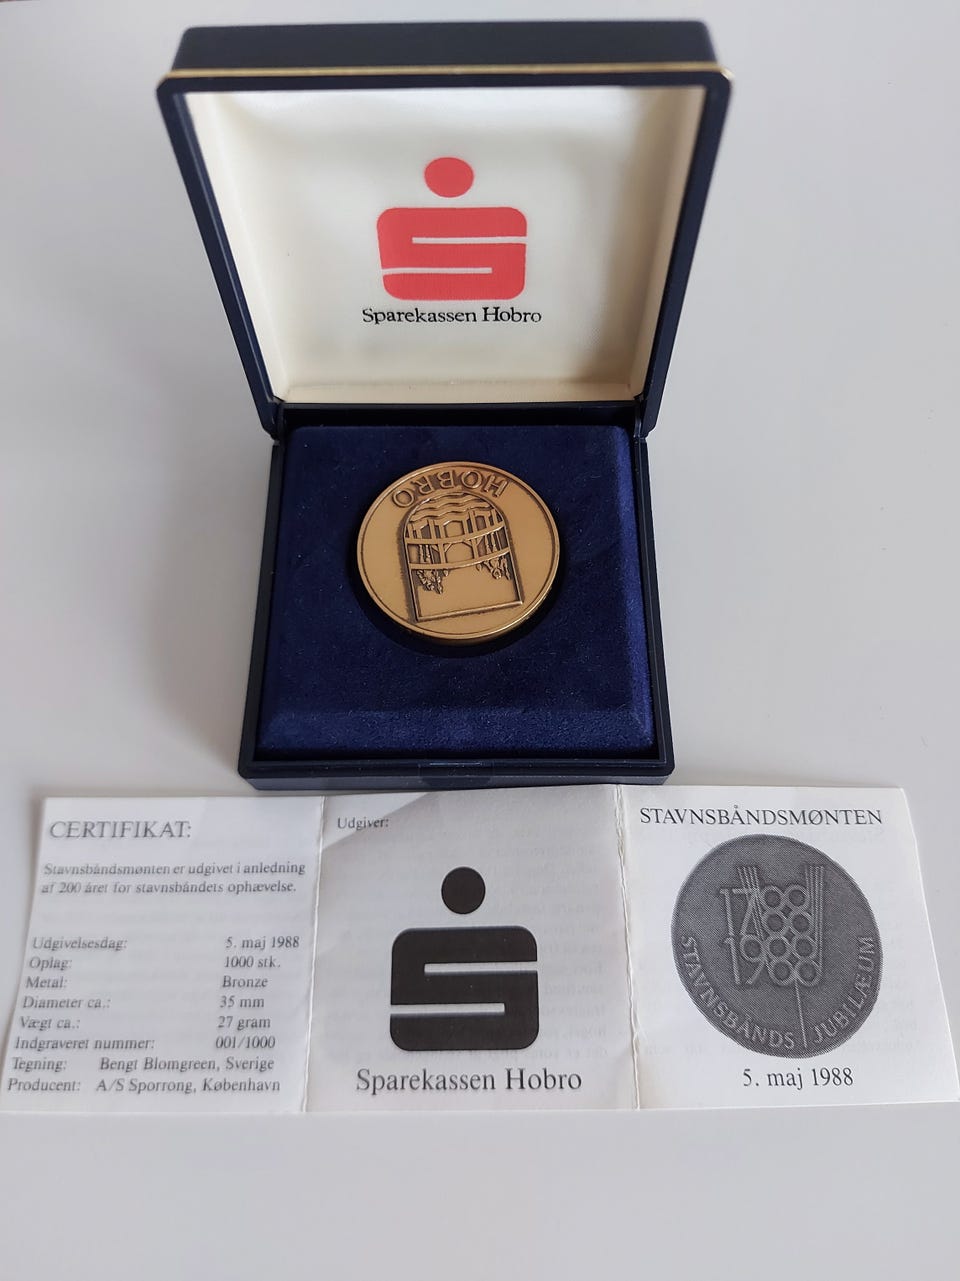 Sparekassen Hobro
HOBRO
CERTIFIKAT:
Stavnsbåndsmønten er udgivet i anledning
af 200 året for stavnsbåndets ophævelse.
Udgivelsesdag: 5. maj 1988
Oplag: 1000 stk.
Metal: Bronze
Diameter ca.: 35 mm
Vægt ca.: 27 gram
Indgraveret nummer: 001/1000
Tegning: Bengt Blomgreen, Sverige
Producent: A/S Sporrong, København
Udgiver:
Sparekassen Hobro
STAVNSBÅNDSMØNTEN
1788
1988
STAVNSBÅNDS JUBILÆUM
5. maj 1988